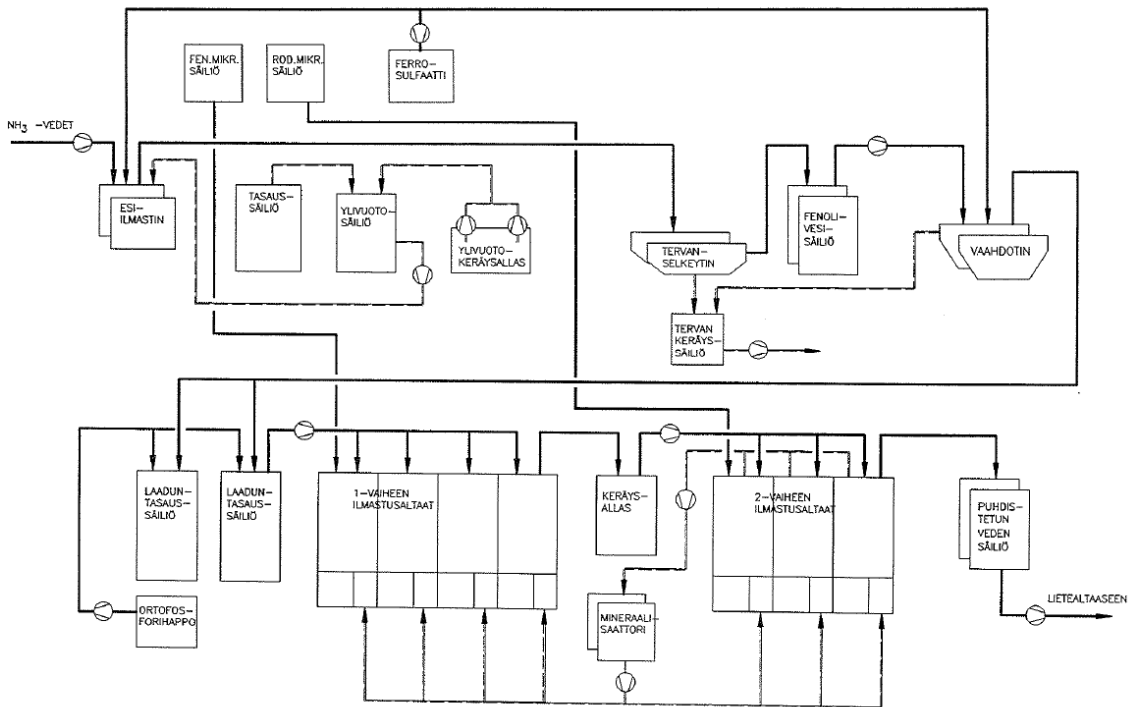 FEN.MIKR.
SÄILIÖ
ROD.MIKR.
SÄILIÖ
FERRO-
SULFAATTI
NH3 -VEDET
ESI-
ILMASTIN
TASAUS-
SÄILIÖ
YLIVUOTO-
SÄILIÖ
YLIVUOTO-
KERÄYSALLAS
TERVAN-
SELKEYTIN
FENOLI-
VESI-
SÄILIÖ
VAAHDOTIN
TERVAN
KERÄYS-
SÄILIÖ
LAADUN-
TASAUS-
SÄILIÖ
LAADUN-
TASAUS-
SÄILIÖ
1-VAIHEEN
ILMASTUSALTAAT
KERÄYS-
ALLAS
2-VAIHEEN
ILMASTUSALTAAT
PUHDIS-
TETUN
VEDEN
SÄILIÖ
ORTOFOS-
FORIHAPPO
MINERAALI-
SAATTORI
LIETEALTAASEEN